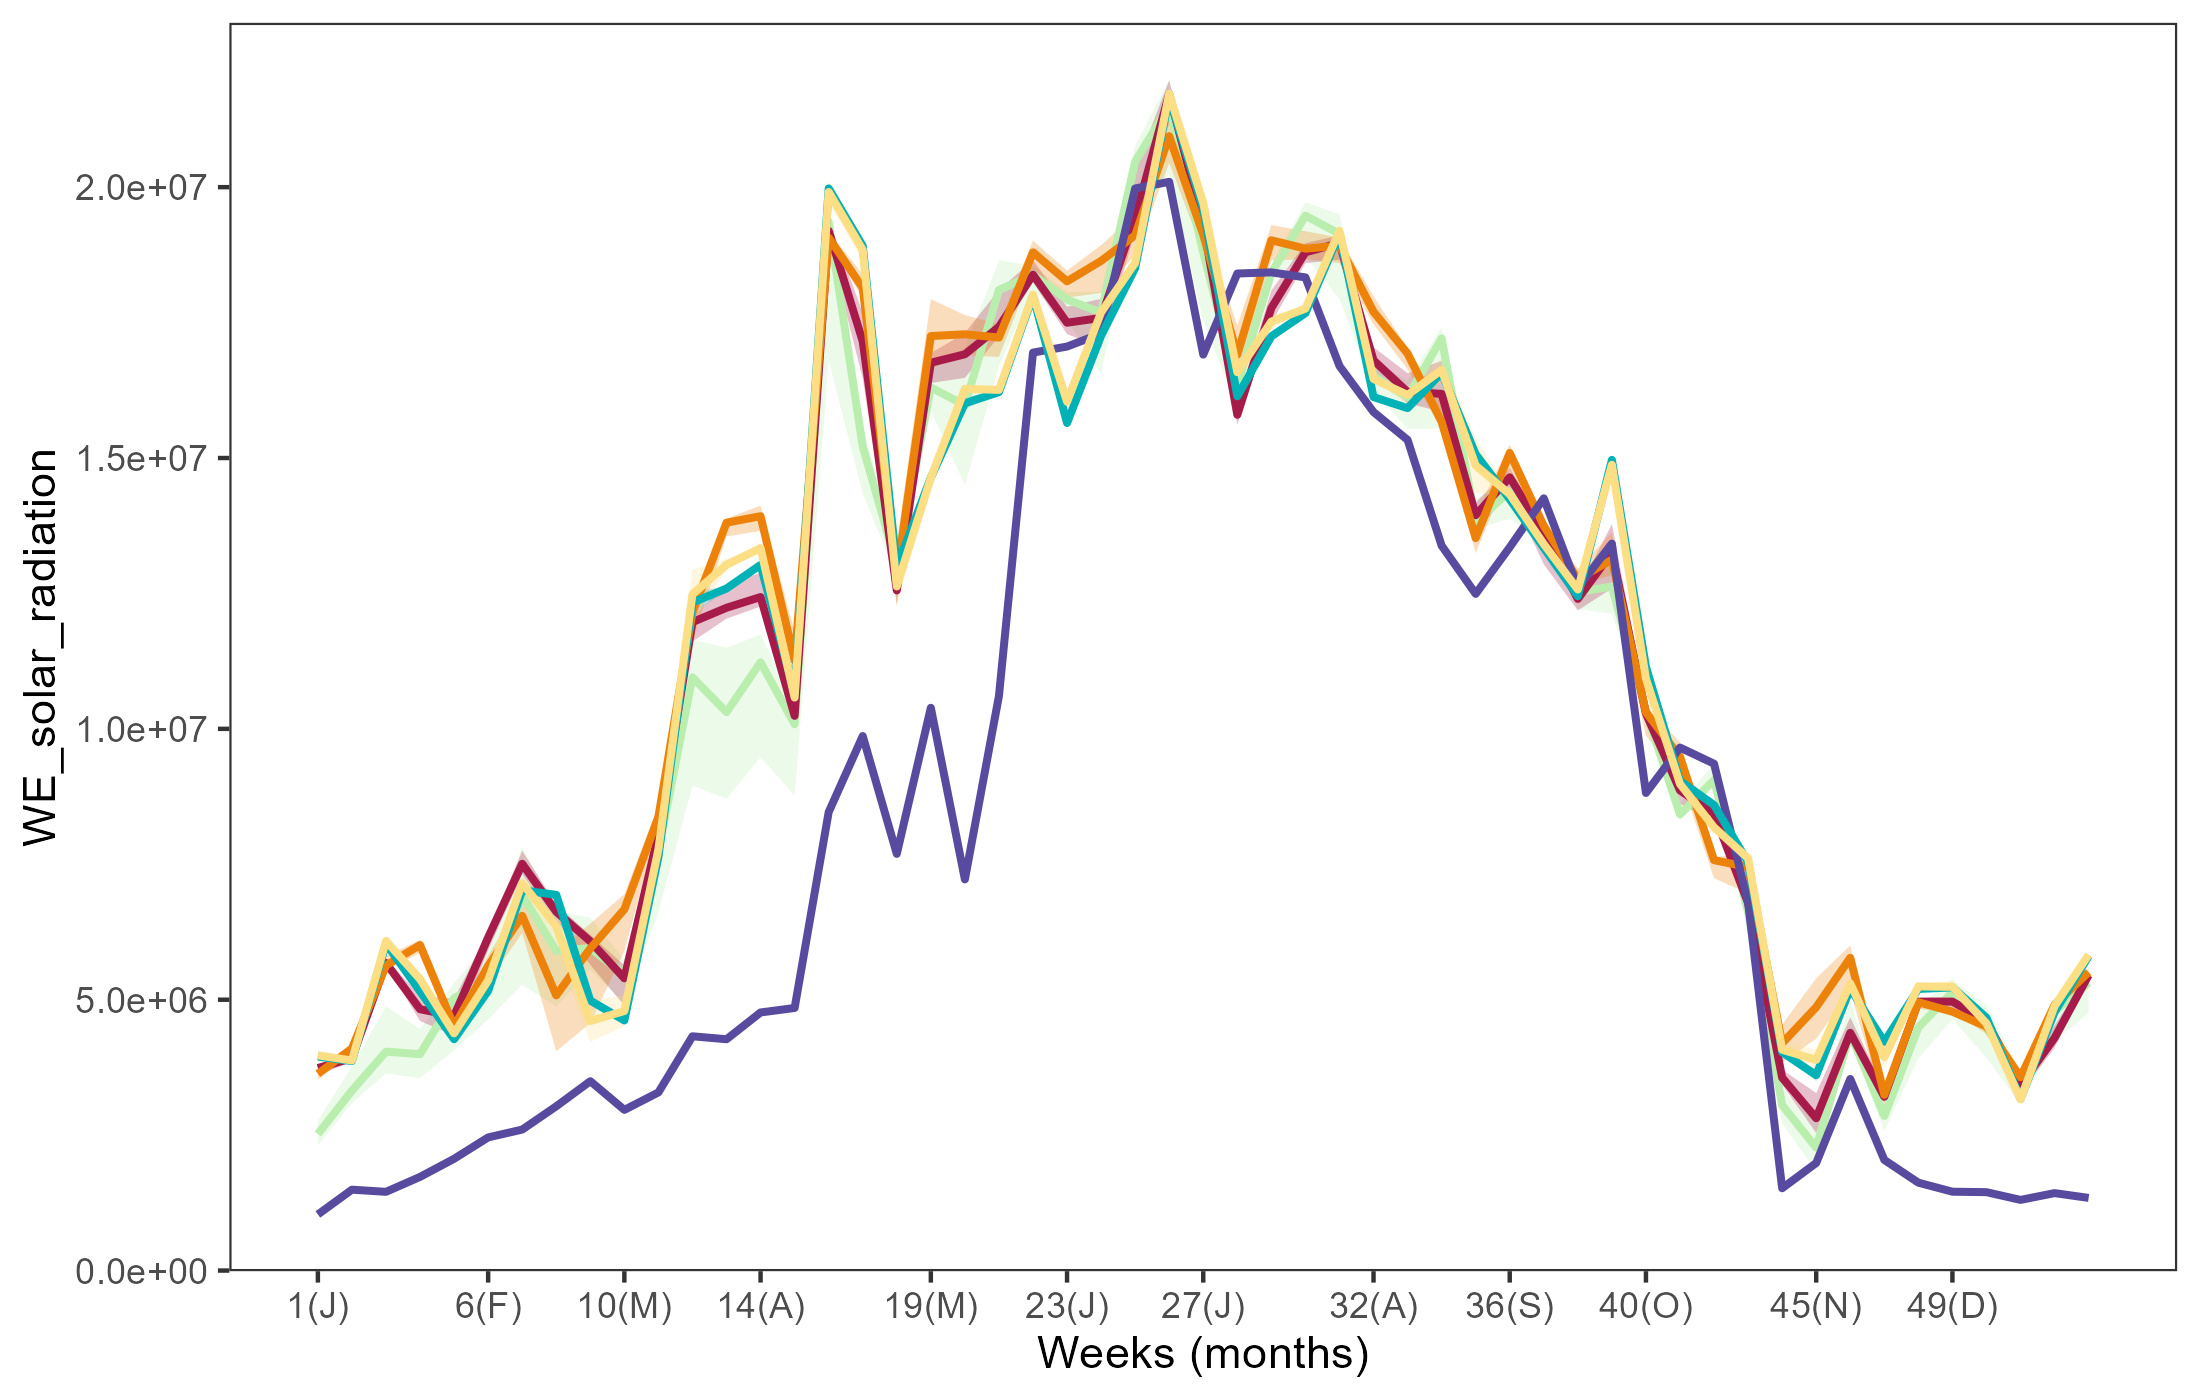 WE_solar_radiation
2.0e+07
1.5e+07
1.0e+07
5.0e+06
0.0e+00
1(J) 6(F) 10(M) 14(A) 19(M) 23(J) 27(J) 32(A) 36(S) 40(O) 45(N) 49(D)
Weeks (months)